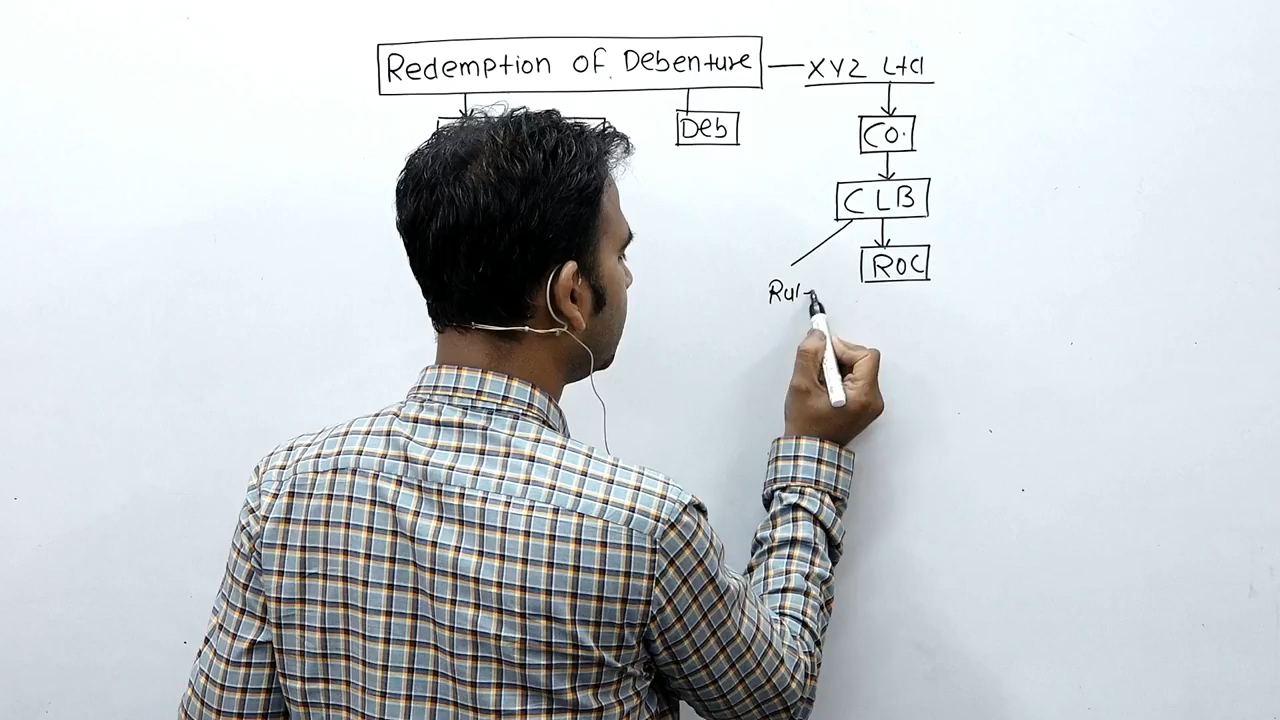 Redemption of Debenture — XYZ Ltd
Deb
Co.
CLB
ROC
Rul